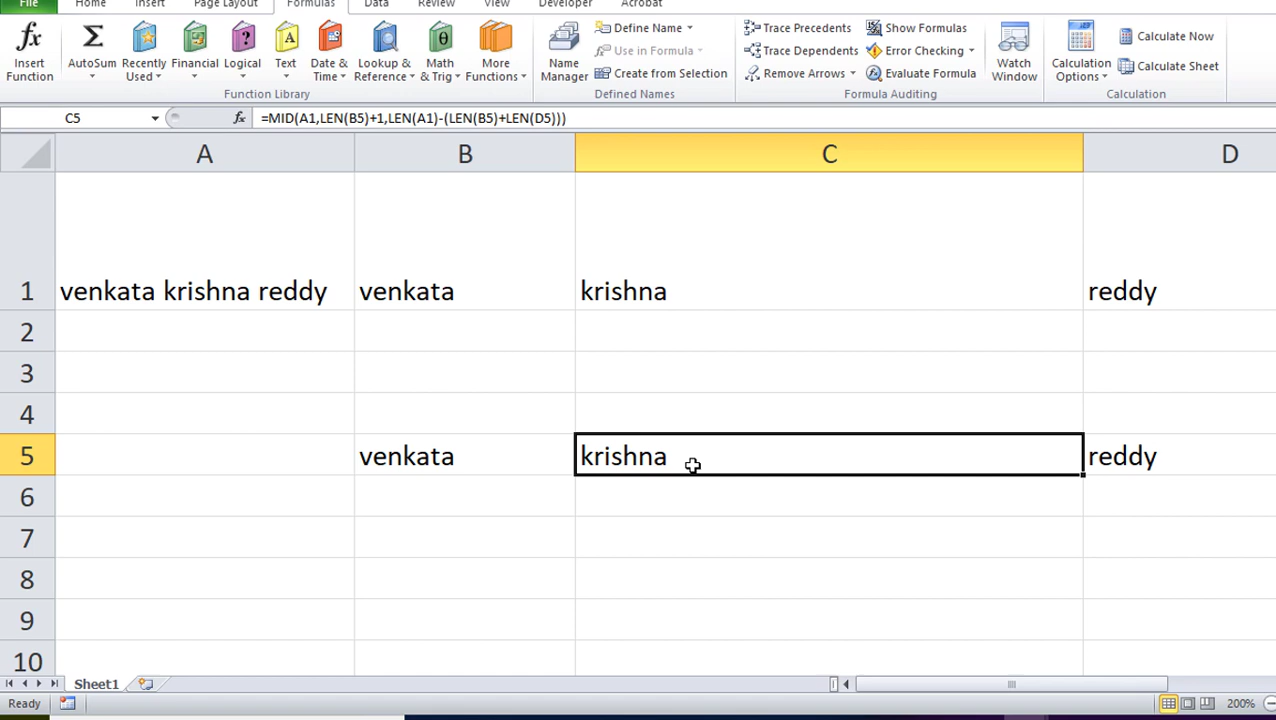 File Home Insert Page Layout Formulas Data Review View Developer Acrobat
fx Insert Function
Σ AutoSum
Recently Used
Financial
Logical
A Text
Date & Time
Lookup & Reference
θ Math & Trig
More Functions
Function Library
Name Manager
Define Name
Use in Formula
Create from Selection
Defined Names
Trace Precedents
Trace Dependents
Remove Arrows
Show Formulas
Error Checking
Evaluate Formula
Formula Auditing
Watch Window
Calculation Options
Calculate Now
Calculate Sheet
Calculation
C5 fx =MID(A1,LEN(B5)+1,LEN(A1)-(LEN(B5)+LEN(D5)))
A B C D
1 venkata krishna reddy venkata krishna reddy
2
3
4
5 venkata krishna reddy
6
7
8
9
10
Sheet1
Ready 200%